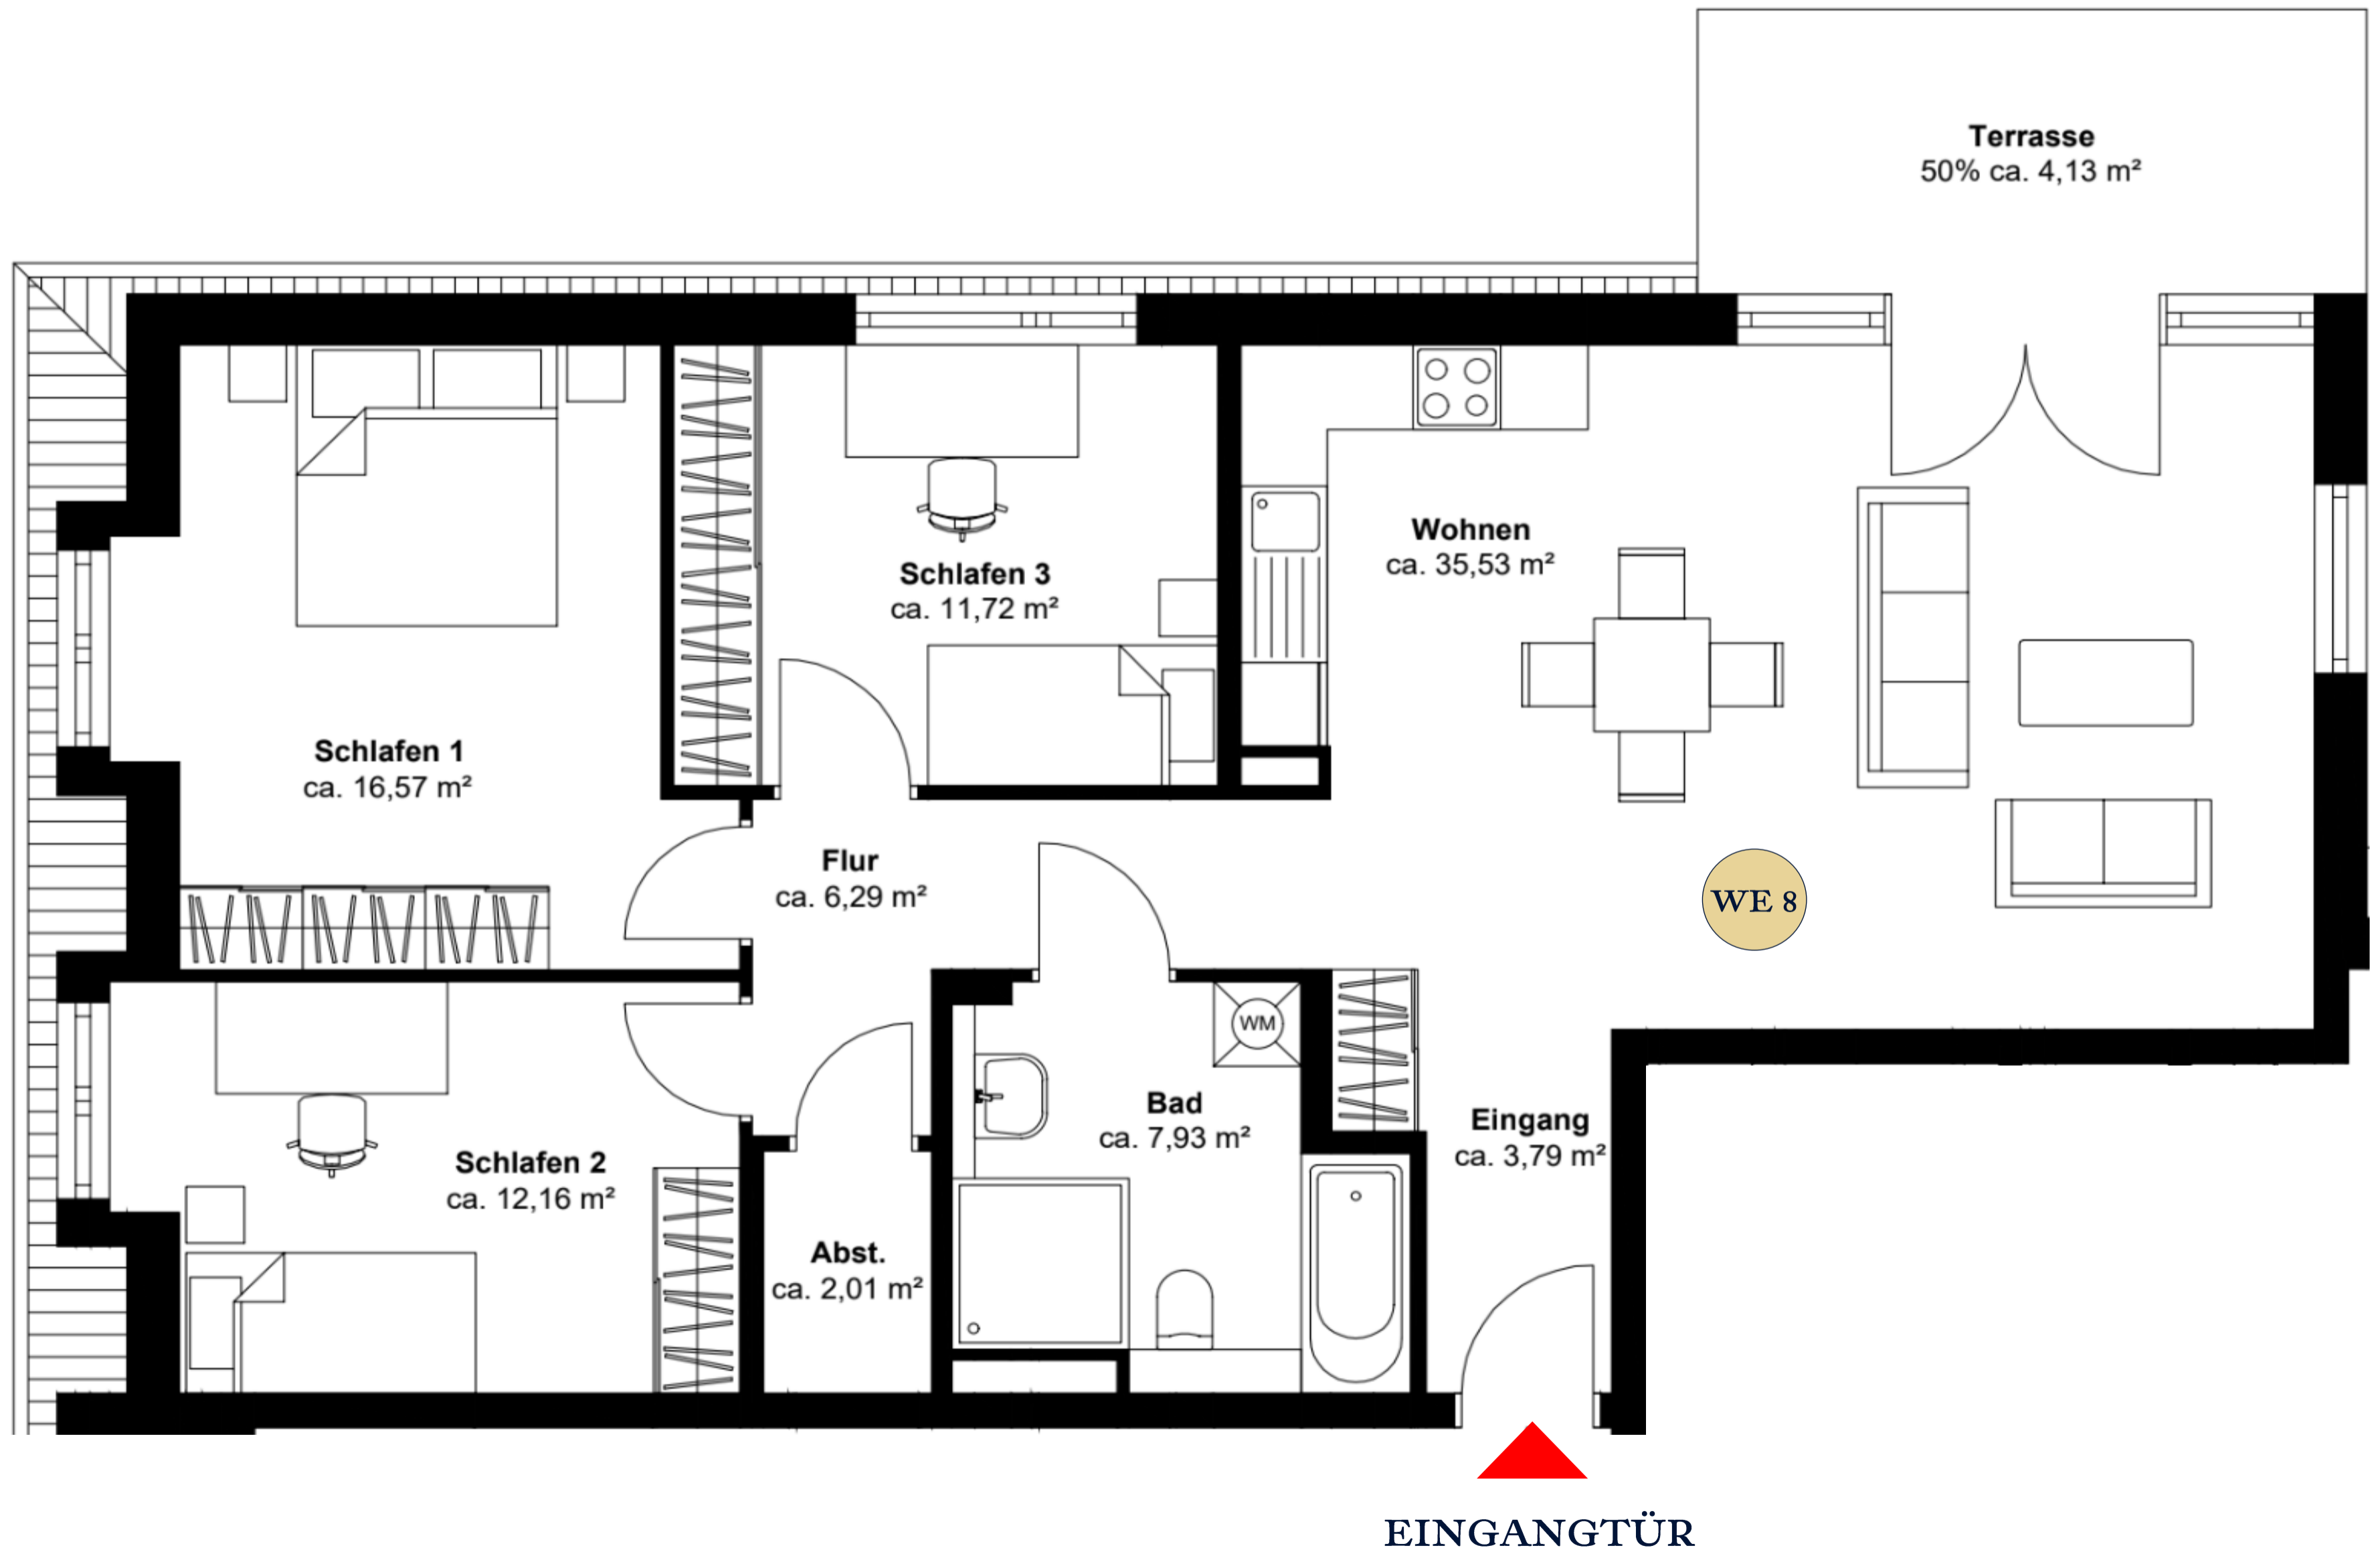 Terrasse
50% ca. 4,13 m²
Wohnen
ca. 35,53 m²
Schlafen 3
ca. 11,72 m²
Schlafen 1
ca. 16,57 m²
Flur
ca. 6,29 m²
WE 8
WM
Bad
ca. 7,93 m²
Eingang
ca. 3,79 m²
Schlafen 2
ca. 12,16 m²
Abst.
ca. 2,01 m²
EINGANGTÜR